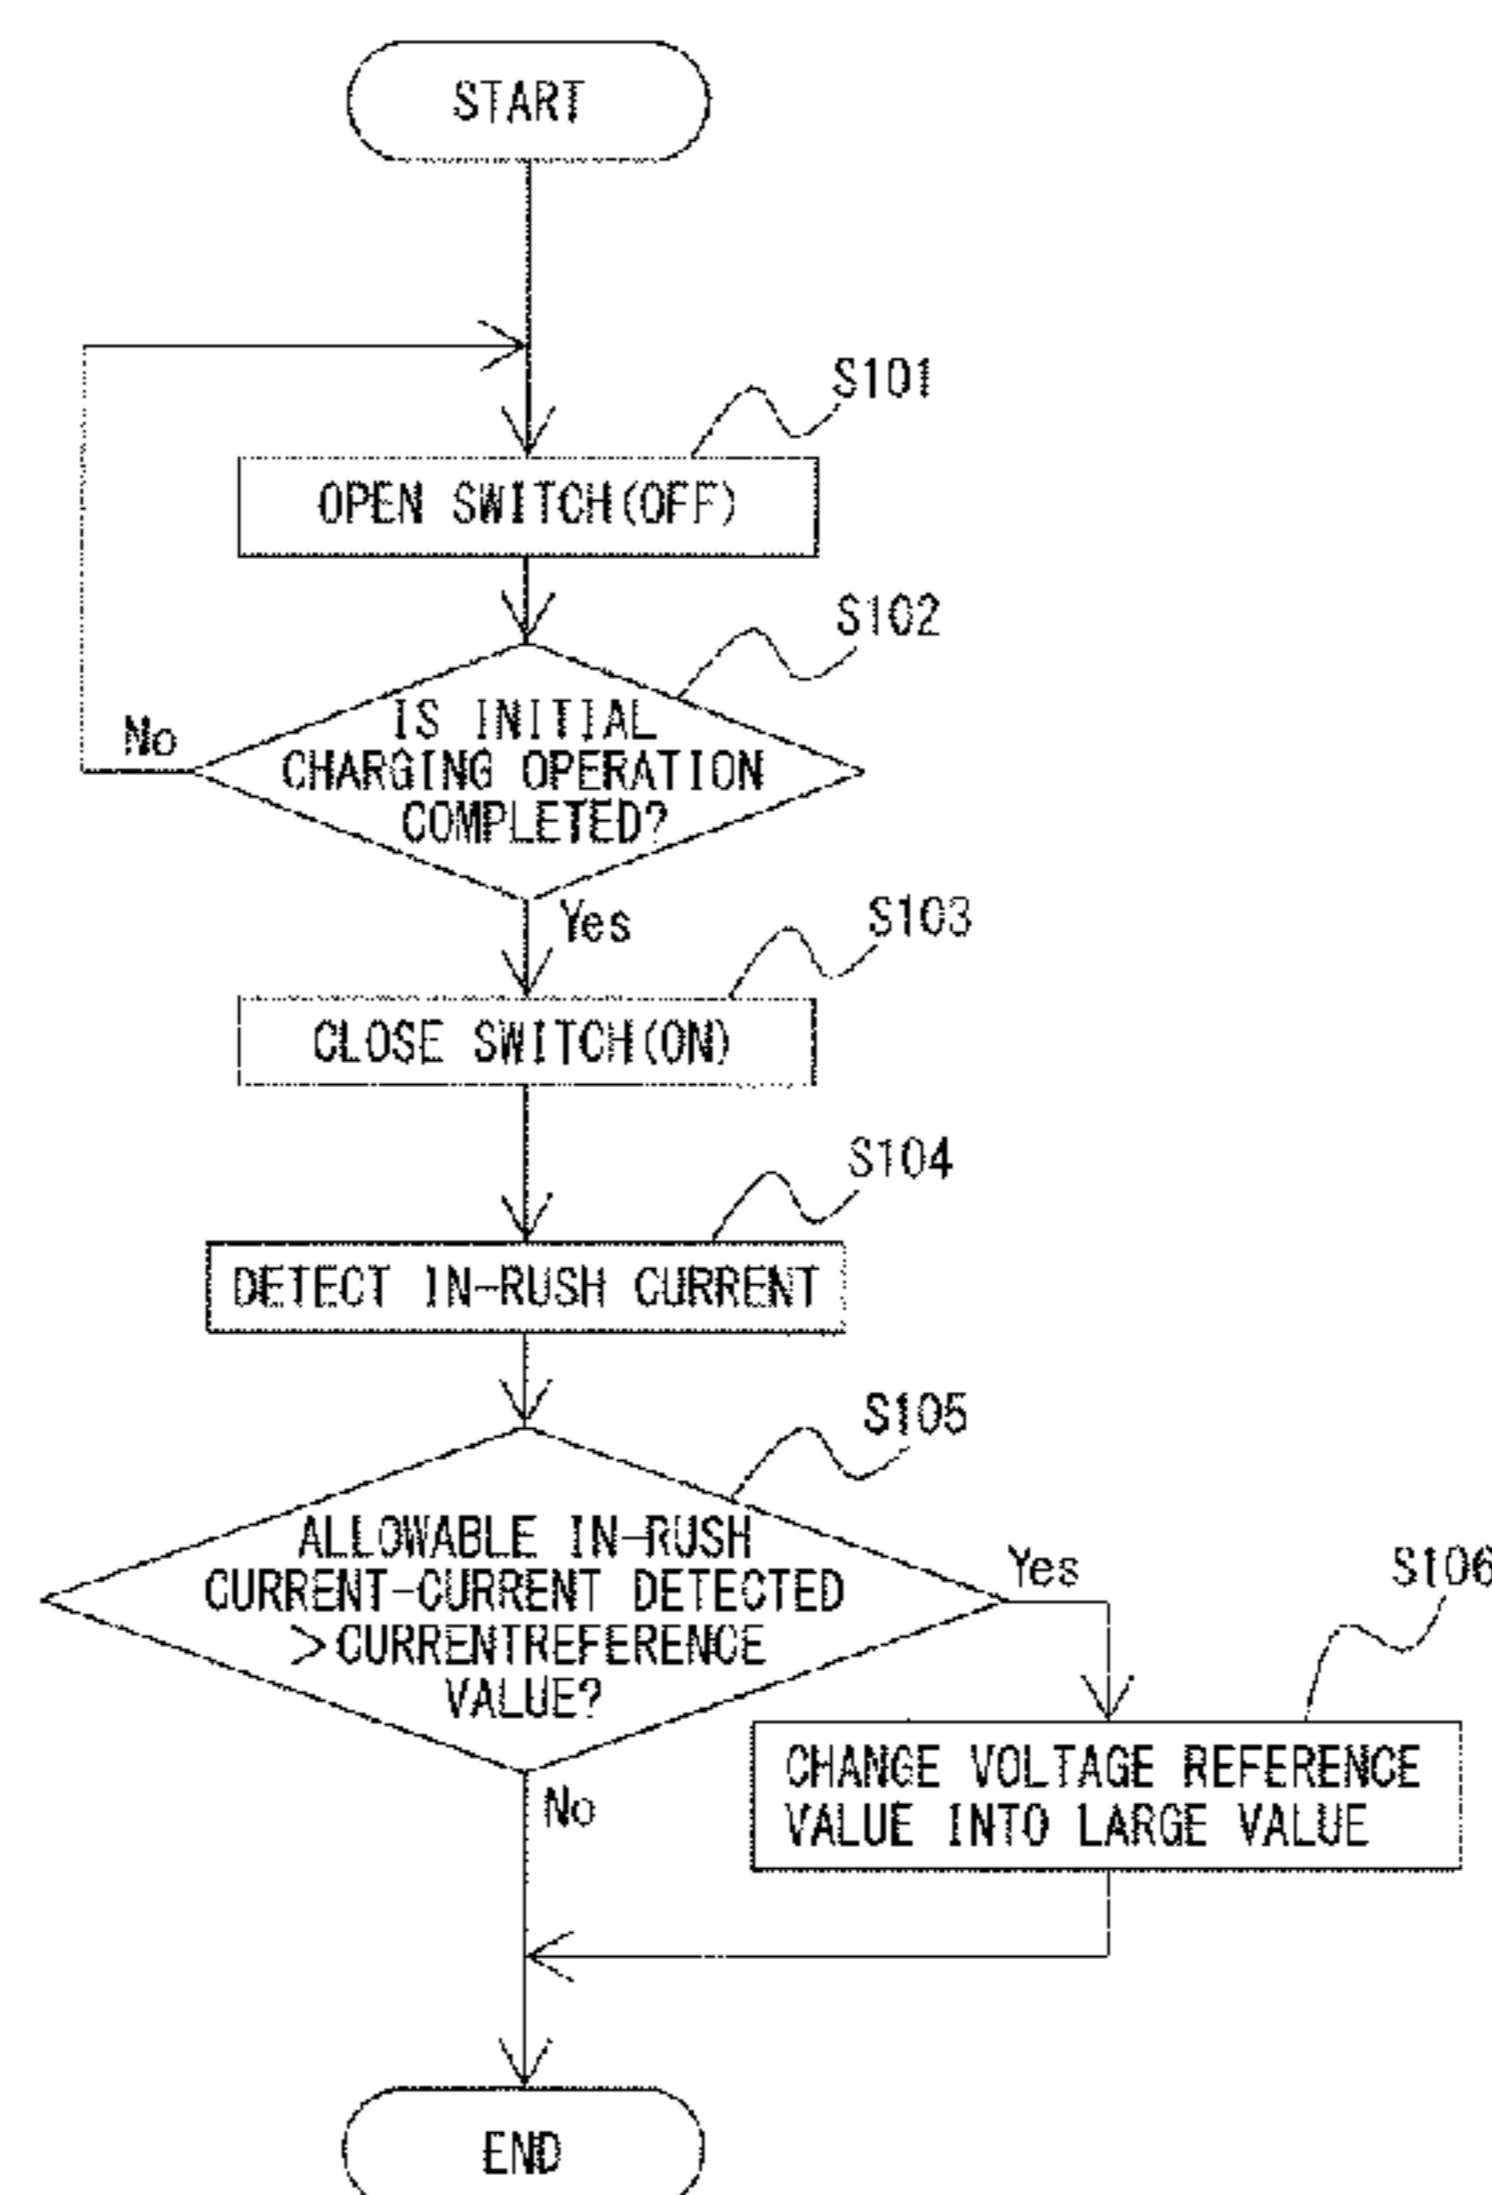 START
S101
OPEN SWITCH(OFF)
S102
IS INITIAL
CHARGING OPERATION
COMPLETED?
No
Yes
S103
CLOSE SWITCH(ON)
S104
DETECT IN-RUSH CURRENT
S105
ALLOWABLE IN-RUSH
CURRENT-CURRENT DETECTED
>CURRENTREFERENCE
VALUE?
Yes
S106
No
CHANGE VOLTAGE REFERENCE
VALUE INTO LARGE VALUE
END